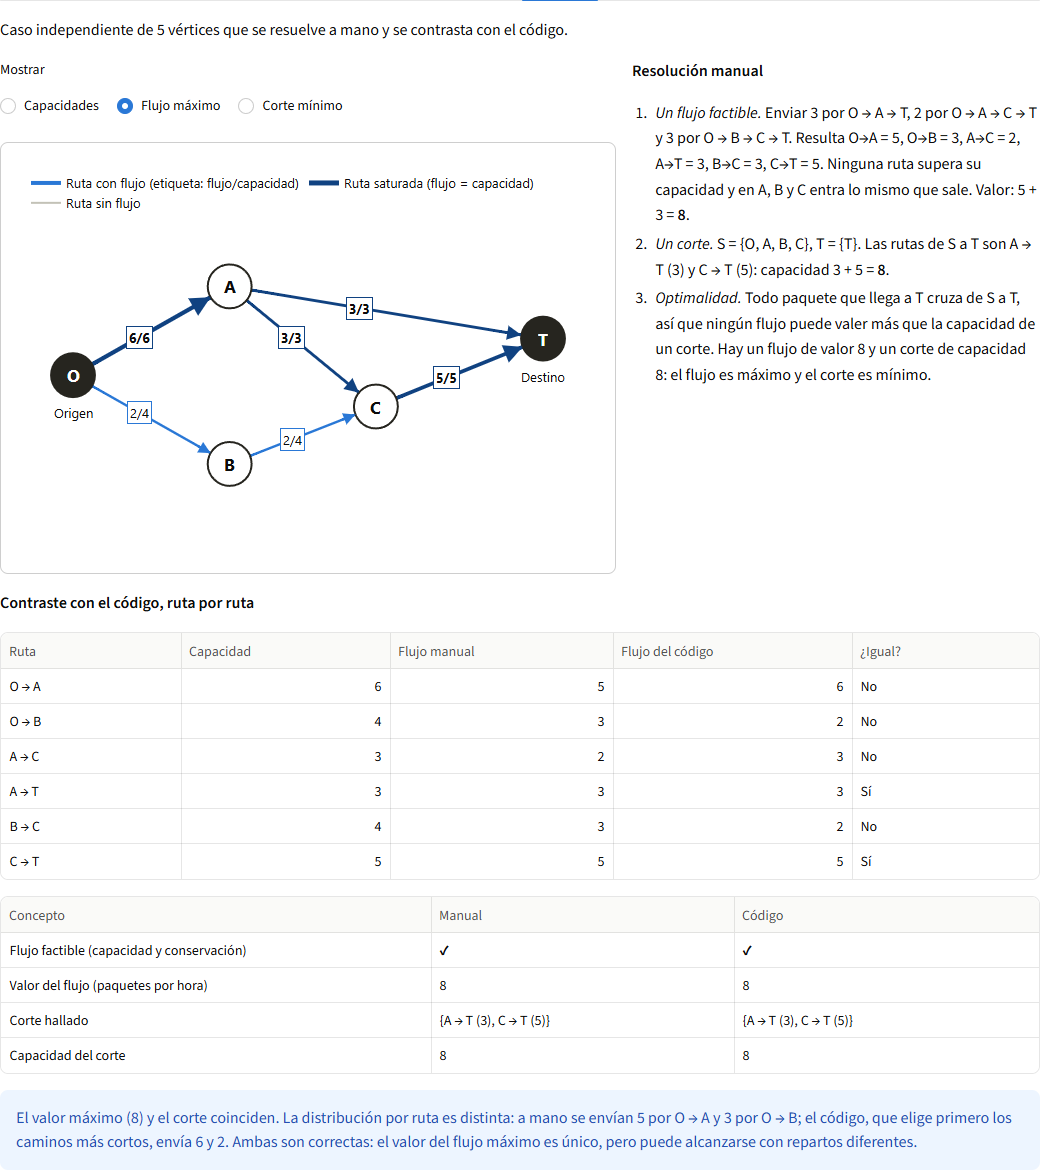 Caso independiente de 5 vértices que se resuelve a mano y se contrasta con el código.
Mostrar
Capacidades Flujo máximo Corte mínimo
Ruta con flujo (etiqueta: flujo/capacidad) Ruta saturada (flujo = capacidad)
Ruta sin flujo
A
3/3
6/6
3/3
T
Destino
O
Origen
5/5
C
2/4
2/4
B
Resolución manual
1. Un flujo factible. Enviar 3 por O → A → T, 2 por O → A → C → T
y 3 por O → B → C → T. Resulta O→A = 5, O→B = 3, A→C = 2,
A→T = 3, B→C = 3, C→T = 5. Ninguna ruta supera su
capacidad y en A, B y C entra lo mismo que sale. Valor: 5 +
3 = 8.
2. Un corte. S = {O, A, B, C}, T = {T}. Las rutas de S a T son A →
T (3) y C → T (5): capacidad 3 + 5 = 8.
3. Optimalidad. Todo paquete que llega a T cruza de S a T,
así que ningún flujo puede valer más que la capacidad de
un corte. Hay un flujo de valor 8 y un corte de capacidad
8: el flujo es máximo y el corte es mínimo.
Contraste con el código, ruta por ruta
Ruta Capacidad Flujo manual Flujo del código ¿Igual?
O → A 6 5 6 No
O → B 4 3 2 No
A → C 3 2 3 No
A → T 3 3 3 Sí
B → C 4 3 2 No
C → T 5 5 5 Sí
Concepto Manual Código
Flujo factible (capacidad y conservación) ✓ ✓
Valor del flujo (paquetes por hora) 8 8
Corte hallado {A → T (3), C → T (5)} {A → T (3), C → T (5)}
Capacidad del corte 8 8
El valor máximo (8) y el corte coinciden. La distribución por ruta es distinta: a mano se envían 5 por O → A y 3 por O → B; el código, que elige primero los
caminos más cortos, envía 6 y 2. Ambas son correctas: el valor del flujo máximo es único, pero puede alcanzarse con repartos diferentes.